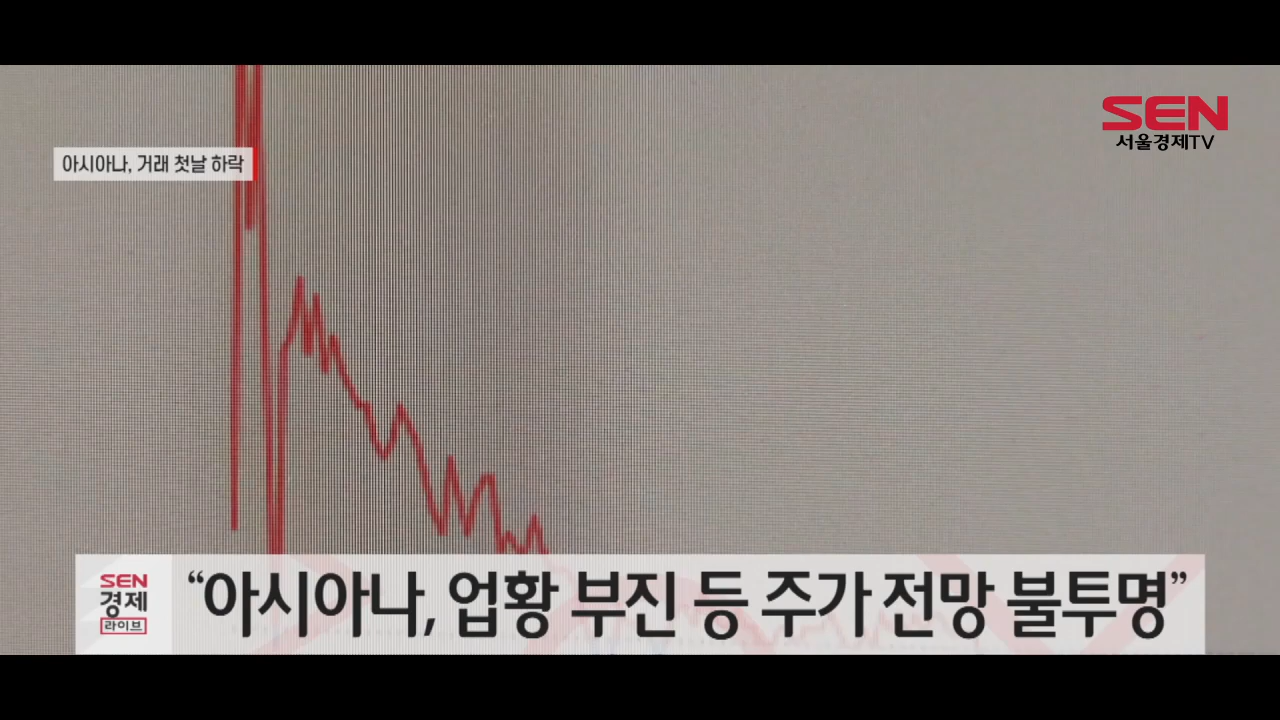 SEN
서울경제TV
아시아나, 거래 첫날 하락
SEN
경제
라이브
“아시아나, 업황 부진 등 주가 전망 불투명”